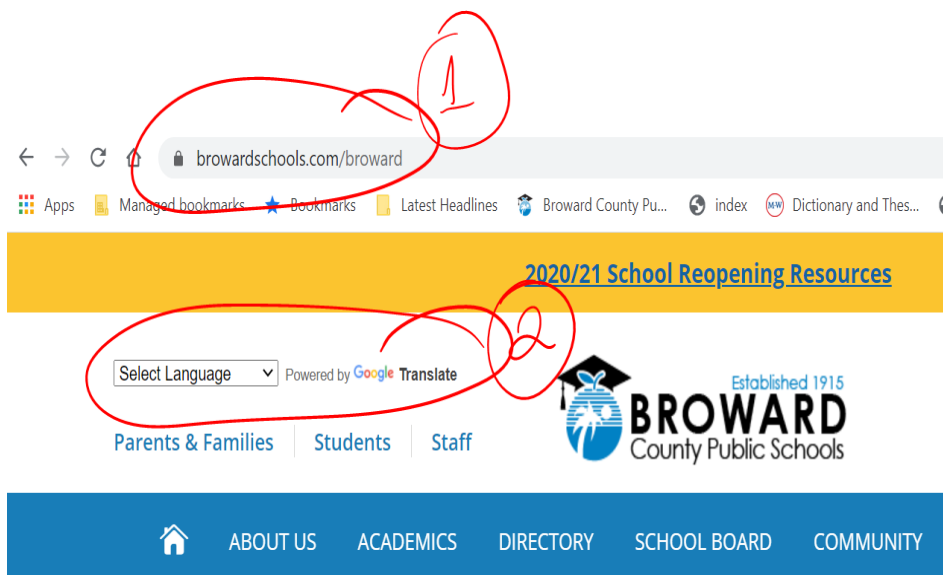 1
browardschools.com/broward
Apps Managed bookmarks Bookmarks Latest Headlines Broward County Pu... index M-W Dictionary and Thes...
2020/21 School Reopening Resources
2
Select Language Powered by Google Translate
Established 1915
BROWARD
County Public Schools
Parents & Families Students Staff
ABOUT US ACADEMICS DIRECTORY SCHOOL BOARD COMMUNITY